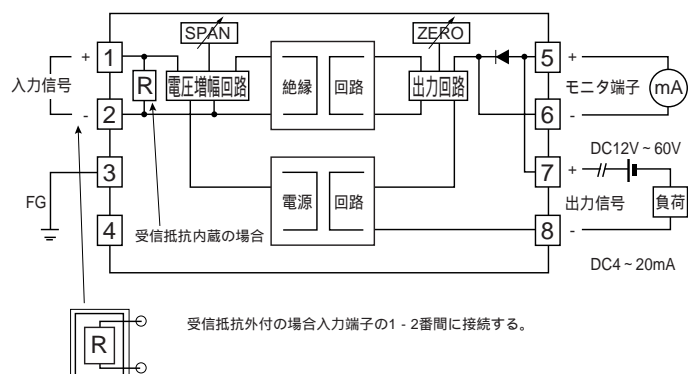 SPAN
ZERO
1
+
入力信号
R
電圧増幅回路
絶縁 回路
出力回路
5
+
モニタ端子
mA
2
-
6
-
DC12V~60V
3
7
+
FG
電源 回路
出力信号
負荷
4
受信抵抗内蔵の場合
8
-
DC4~20mA
受信抵抗外付の場合入力端子の1-2番間に接続する。
R